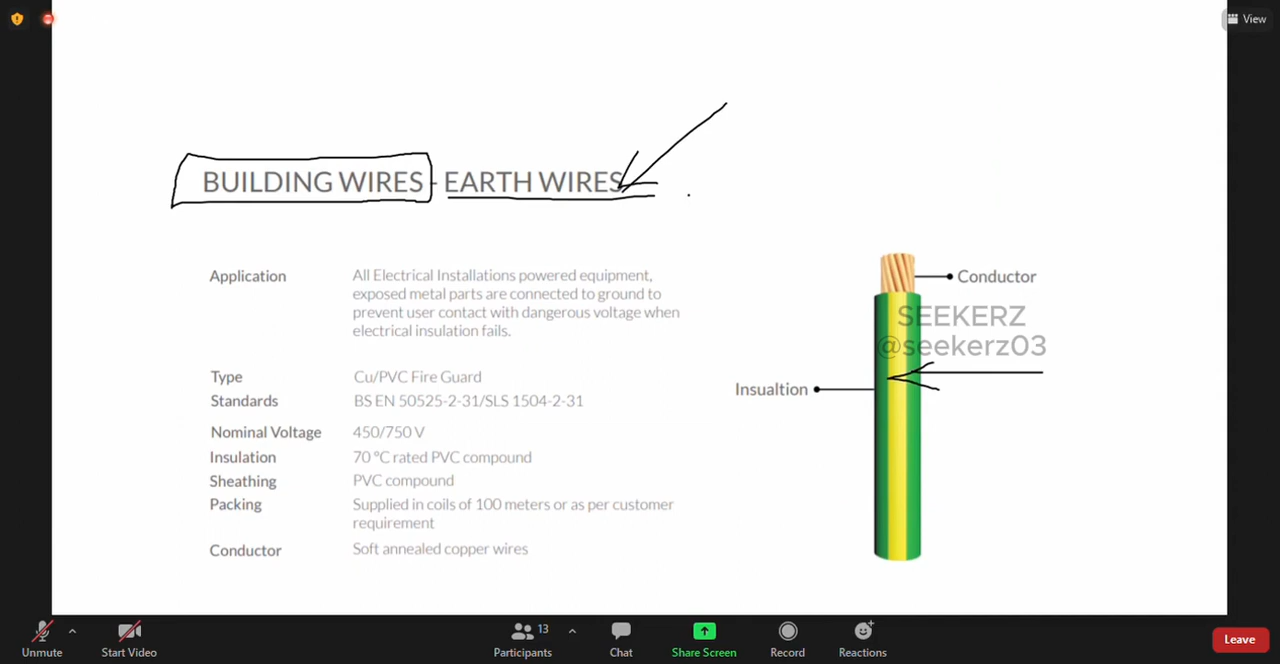 View
BUILDING WIRES - EARTH WIRES
Application
All Electrical Installations powered equipment,
exposed metal parts are connected to ground to
prevent user contact with dangerous voltage when
electrical insulation fails.
Type
Cu/PVC Fire Guard
Standards
BS EN 50525-2-31/SLS 1504-2-31
Nominal Voltage
450/750 V
Insulation
70 °C rated PVC compound
Sheathing
PVC compound
Packing
Supplied in coils of 100 meters or as per customer
requirement
Conductor
Soft annealed copper wires
Conductor
SEEKERZ
@seekerz03
Insualtion
Unmute
Start Video
Participants
13
Chat
Share Screen
Record
Reactions
Leave